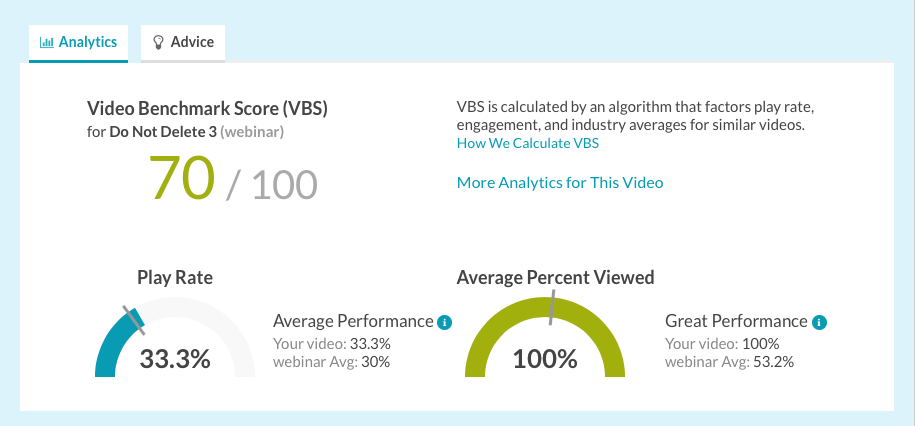 Analytics
Advice
Video Benchmark Score (VBS)
for Do Not Delete 3 (webinar)
70 / 100
VBS is calculated by an algorithm that factors play rate,
engagement, and industry averages for similar videos.
How We Calculate VBS
More Analytics for This Video
Play Rate
33.3%
Average Performance i
Your video: 33.3%
webinar Avg: 30%
Average Percent Viewed
100%
Great Performance i
Your video: 100%
webinar Avg: 53.2%